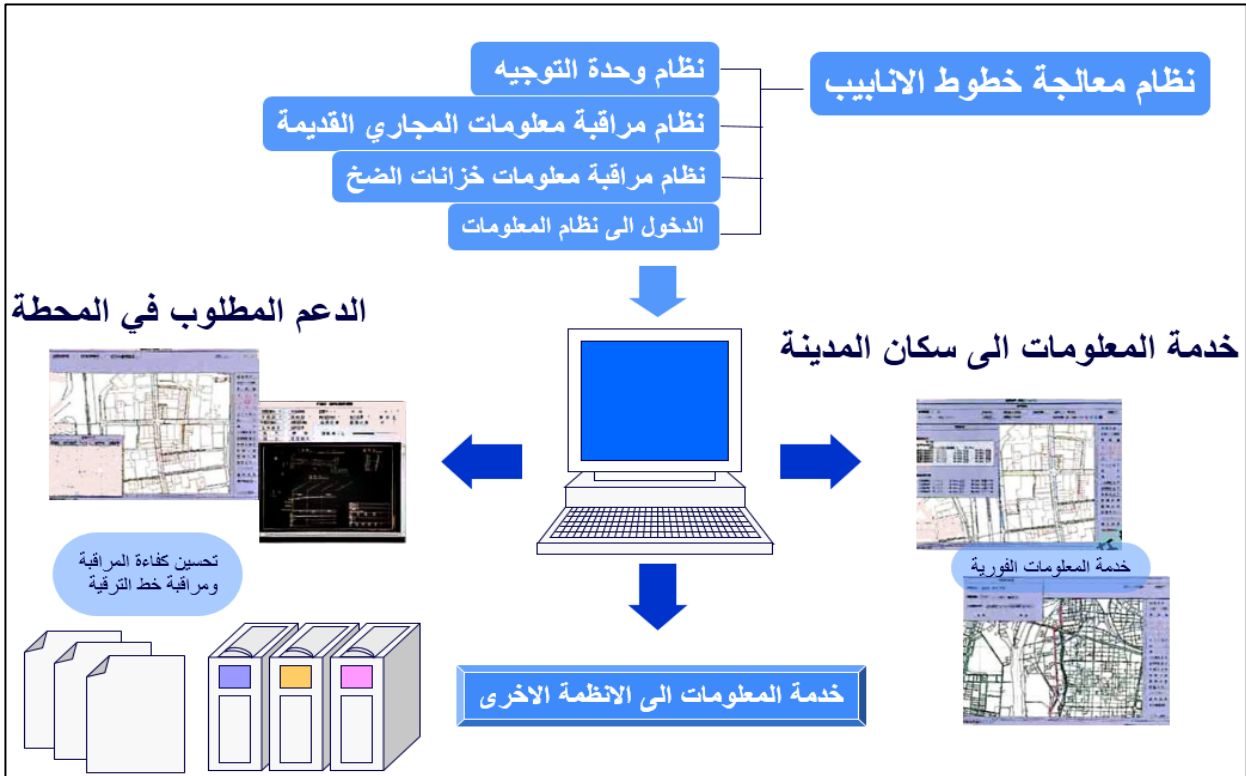 نظام معالجة خطوط الانابيب
نظام وحدة التوجيه
نظام مراقبة معلومات المجاري القديمة
نظام مراقبة معلومات خزانات الضخ
الدخول الى نظام المعلومات
خدمة المعلومات الى سكان المدينة
خدمة المعلومات الفورية
الدعم المطلوب في المحطة
تحسين كفاءة المراقبة
ومراقبة خط الترقية
خدمة المعلومات الى الانظمة الاخرى